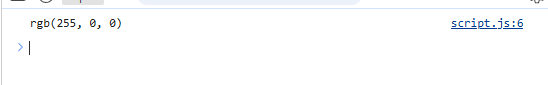 rgb(255, 0, 0) script.js:6
>